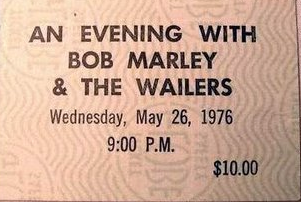 AN EVENING WITH
BOB MARLEY
& THE WAILERS
Wednesday, May 26, 1976
9:00 P.M.
$10.00